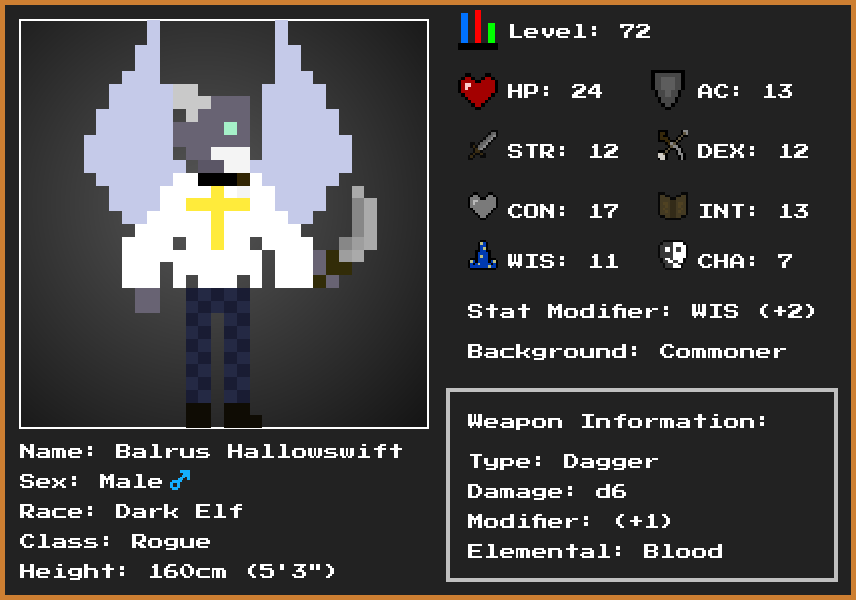 Level: 72
HP: 24 AC: 13
STR: 12 DEX: 12
CON: 17 INT: 13
WIS: 11 CHA: 7
Stat Modifier: WIS (+2)
Background: Commoner
Weapon Information:
Type: Dagger
Damage: d6
Modifier: (+1)
Elemental: Blood
Name: Balrus Hallowswift
Sex: Male♂
Race: Dark Elf
Class: Rogue
Height: 160cm (5'3")